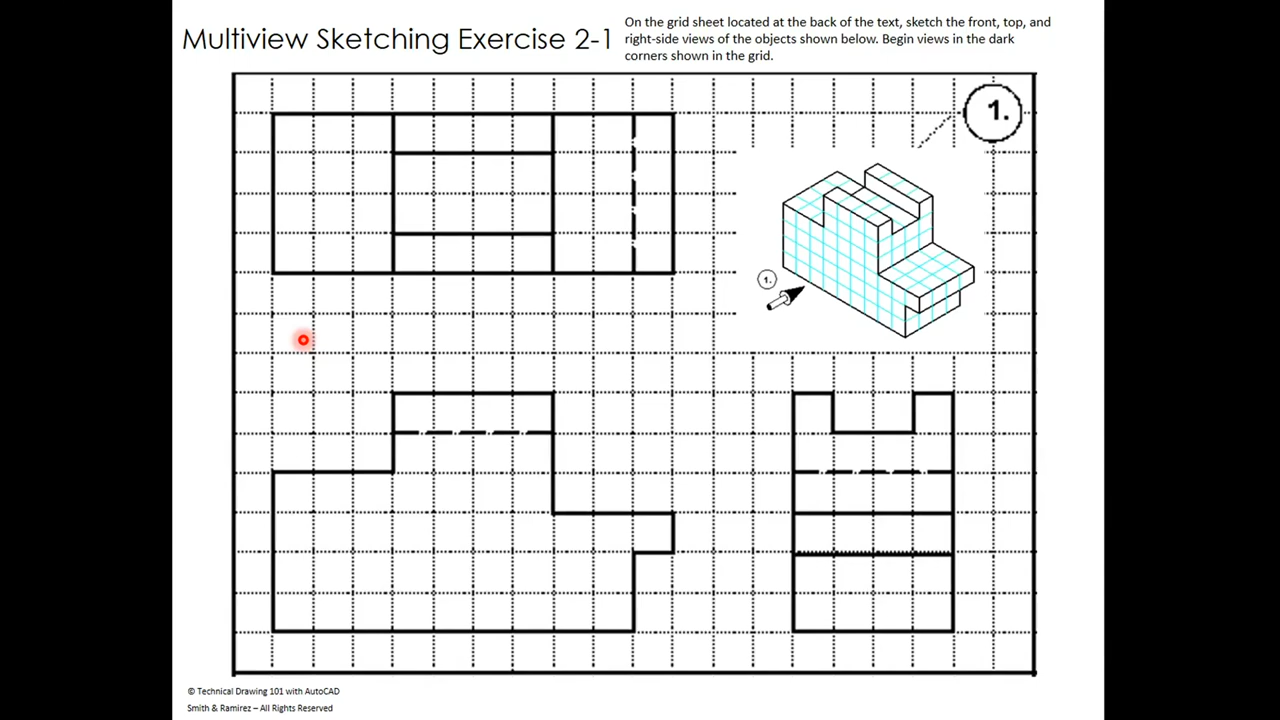 Multiview Sketching Exercise 2-1
On the grid sheet located at the back of the text, sketch the front, top, and
right-side views of the objects shown below. Begin views in the dark
corners shown in the grid.
1.
1.
© Technical Drawing 101 with AutoCAD
Smith & Ramirez – All Rights Reserved